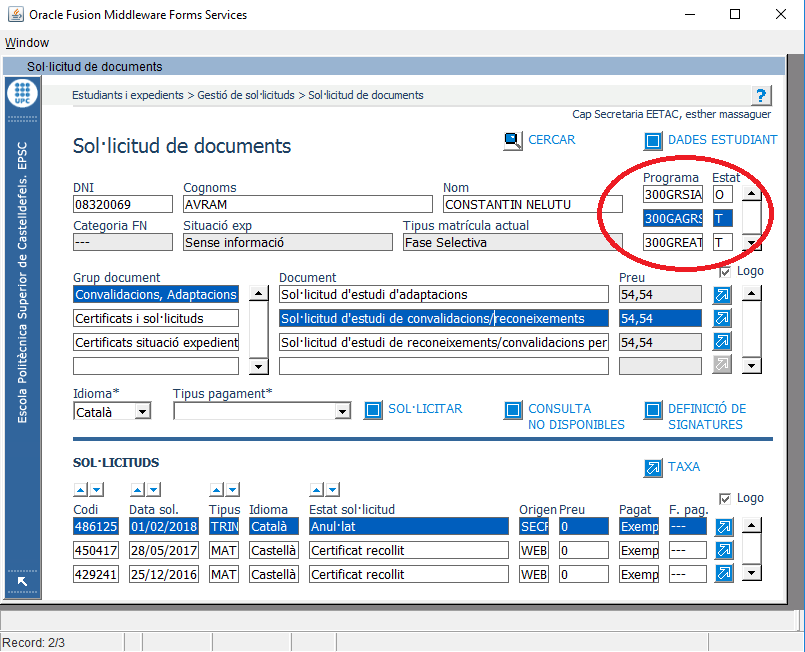 Oracle Fusion Middleware Forms Services
Window
Sol·licitud de documents
UPC
Escola Politècnica Superior de Castelldefels. EPSC
Estudiants i expedients > Gestió de sol·licituds > Sol·licitud de documents
?
Cap Secretaria EETAC, esther massaguer
Sol·licitud de documents
CERCAR
DADES ESTUDIANT
DNI Cognoms Nom Programa Estat
08320069 AVRAM CONSTANTIN NELUTU
300GRSIA O
300GAGRS T
300GREAT T
Categoria FN Situació exp Tipus matrícula actual
--- Sense informació Fase Selectiva
Logo
Grup document Document Preu
Convalidacions, Adaptacions Sol·licitud d'estudi d'adaptacions 54,54
Certificats i sol·licituds Sol·licitud d'estudi de convalidacions/reconeixements 54,54
Certificats situació expedient Sol·licitud d'estudi de reconeixements/convalidacions per 54,54
Idioma* Tipus pagament*
Català
SOL·LICITAR
CONSULTA
NO DISPONIBLES
DEFINICIÓ DE
SIGNATURES
SOL·LICITUDS
TAXA
Logo
Codi Data sol. Tipus Idioma Estat sol·licitud Origen Preu Pagat F. pag.
486125 01/02/2018 TRIN Català Anul·lat SECR 0 Exemp ---
450417 28/05/2017 MAT Castellà Certificat recollit WEB 0 Exemp ---
429241 25/12/2016 MAT Castellà Certificat recollit WEB 0 Exemp ---
Record: 2/3